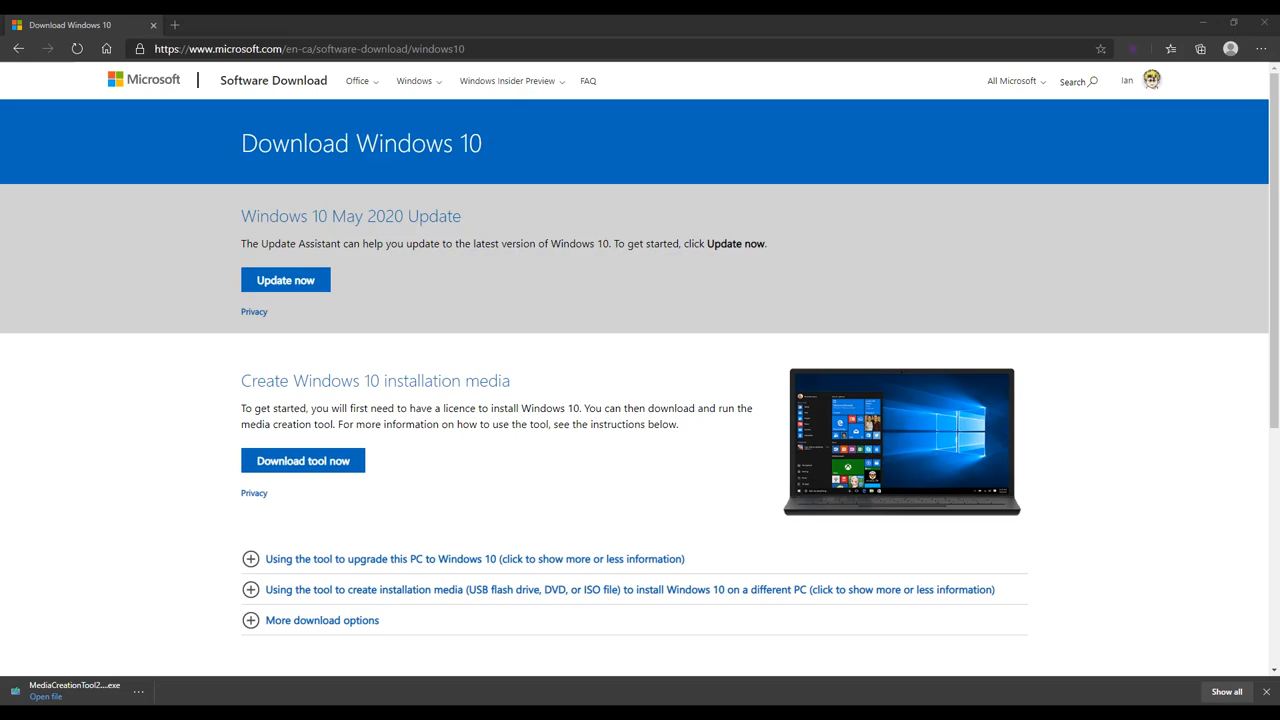 Download Windows 10
https://www.microsoft.com/en-ca/software-download/windows10
Microsoft Software Download Office Windows Windows Insider Preview FAQ All Microsoft Search Ian
Download Windows 10
Windows 10 May 2020 Update
The Update Assistant can help you update to the latest version of Windows 10. To get started, click Update now.
Update now
Privacy
Create Windows 10 installation media
To get started, you will first need to have a licence to install Windows 10. You can then download and run the
media creation tool. For more information on how to use the tool, see the instructions below.
Download tool now
Privacy
Using the tool to upgrade this PC to Windows 10 (click to show more or less information)
Using the tool to create installation media (USB flash drive, DVD, or ISO file) to install Windows 10 on a different PC (click to show more or less information)
More download options
MediaCreationTool2....exe
Open file
Show all